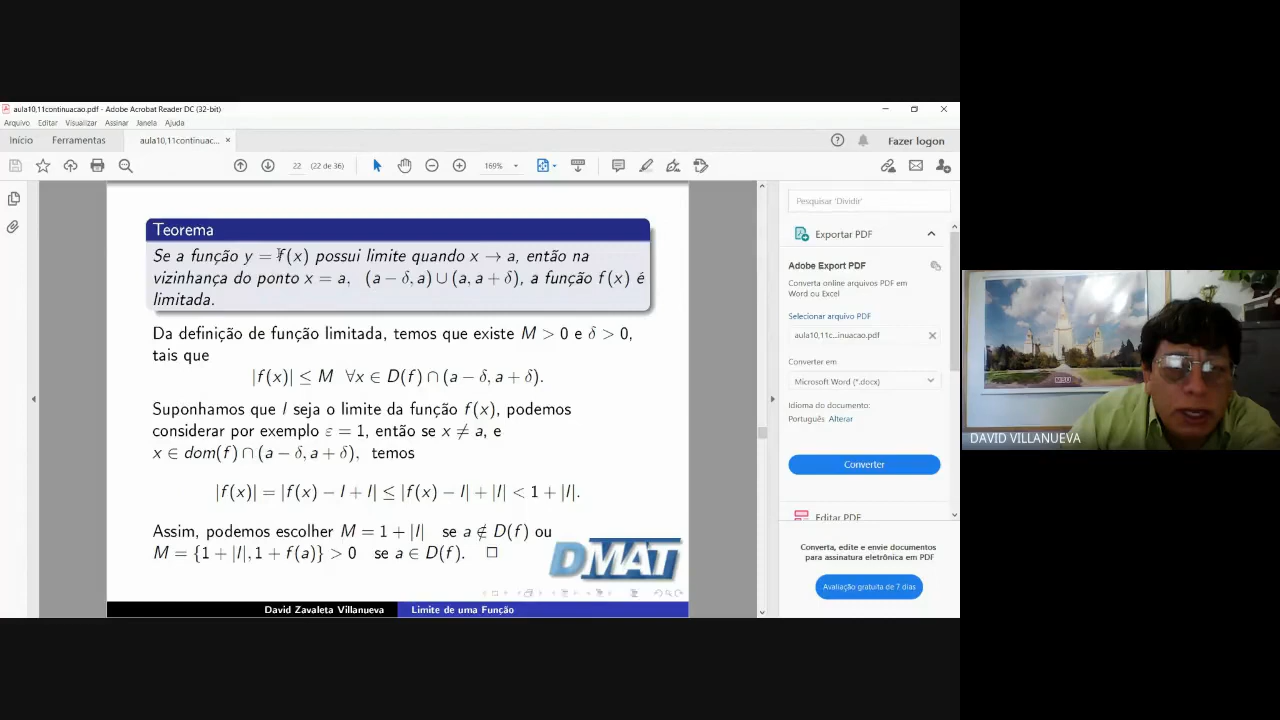 aula10,11continuacao.pdf - Adobe Acrobat Reader DC (32-bit)
Arquivo Editar Visualizar Assinar Janela Ajuda
Início Ferramentas aula10,11continuac... × Fazer logon
22 (22 de 36) 169%
Teorema
Se a função y = f(x) possui limite quando x → a, então na
vizinhança do ponto x = a, (a − δ, a) ∪ (a, a + δ), a função f(x) é
limitada.
Da definição de função limitada, temos que existe M > 0 e δ > 0,
tais que
|f(x)| ≤ M ∀x ∈ D(f) ∩ (a − δ, a + δ).
Suponhamos que l seja o limite da função f(x), podemos
considerar por exemplo ε = 1, então se x ≠ a, e
x ∈ dom(f) ∩ (a − δ, a + δ), temos
|f(x)| = |f(x) − l + l| ≤ |f(x) − l| + |l| < 1 + |l|.
Assim, podemos escolher M = 1 + |l| se a ∉ D(f) ou
M = {1 + |l|, 1 + f(a)} > 0 se a ∈ D(f). □
DMAT
David Zavaleta Villanueva Limite de uma Função
Pesquisar 'Dividir'
Exportar PDF
Adobe Export PDF
Converta online arquivos PDF em
Word ou Excel
Selecionar arquivo PDF
aula10,11c...inuacao.pdf
Converter em
Microsoft Word (*.docx)
Idioma do documento:
Português Alterar
Converter
Editar PDF
Converta, edite e envie documentos
para assinatura eletrônica em PDF
Avaliação gratuita de 7 dias
MSU
DAVID VILLANUEVA